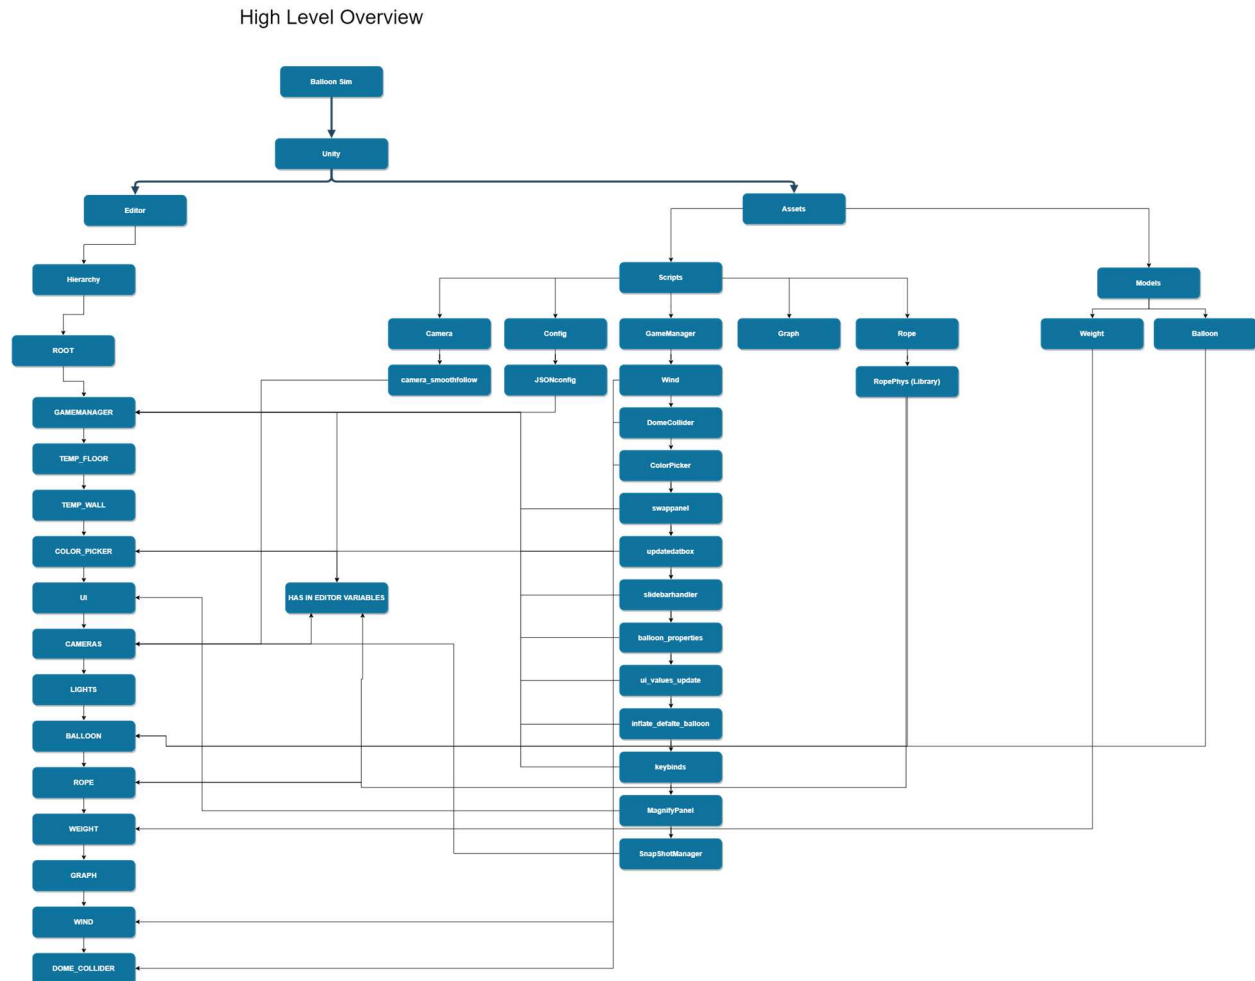 High Level Overview
Balloon Sim
Unity
Editor
Assets
Hierarchy
Scripts
Models
ROOT
Camera
Config
GameManager
Graph
Rope
Weight
Balloon
camera_smoothfollow
JSONconfig
Wind
RopePhys (Library)
GAMEMANAGER
DomeCollider
TEMP_FLOOR
ColorPicker
TEMP_WALL
swappanel
COLOR_PICKER
updatedatbox
UI
HAS IN EDITOR VARIABLES
slidebarhandler
CAMERAS
balloon_properties
LIGHTS
ui_values_update
BALLOON
inflate_defalte_balloon
ROPE
keybinds
WEIGHT
MagnifyPanel
GRAPH
SnapShotManager
WIND
DOME_COLLIDER